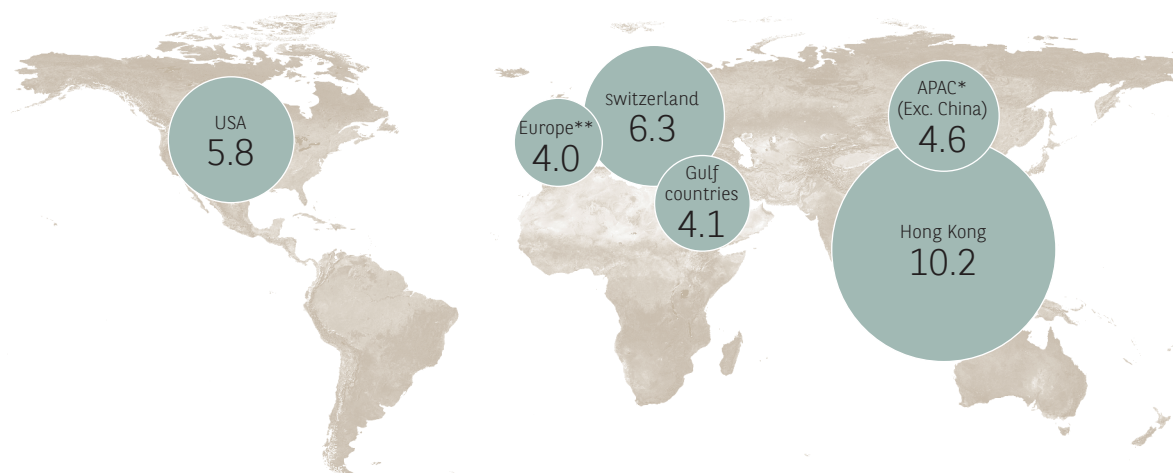 USA
5.8
Europe**
4.0
Switzerland
6.3
Gulf
countries
4.1
APAC*
(Exc. China)
4.6
Hong Kong
10.2